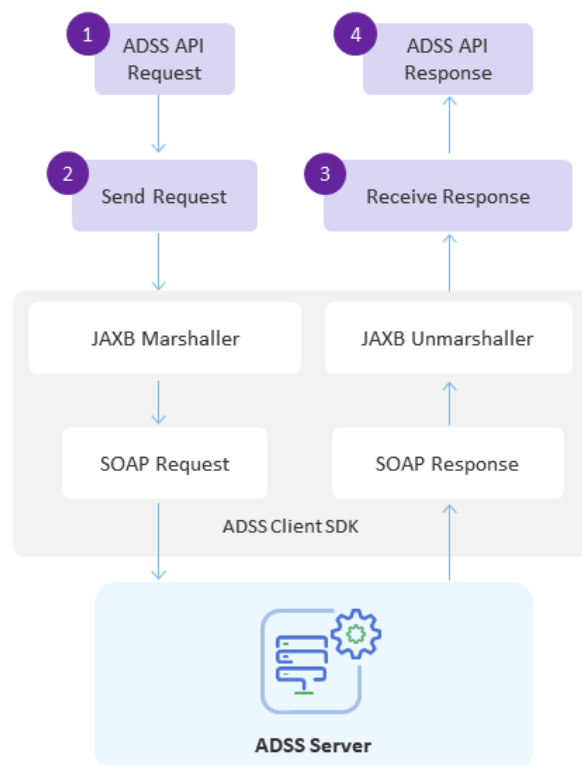 1
ADSS API
Request
4
ADSS API
Response
2
Send Request
3
Receive Response
JAXB Marshaller
JAXB Unmarshaller
SOAP Request
SOAP Response
ADSS Client SDK
ADSS Server